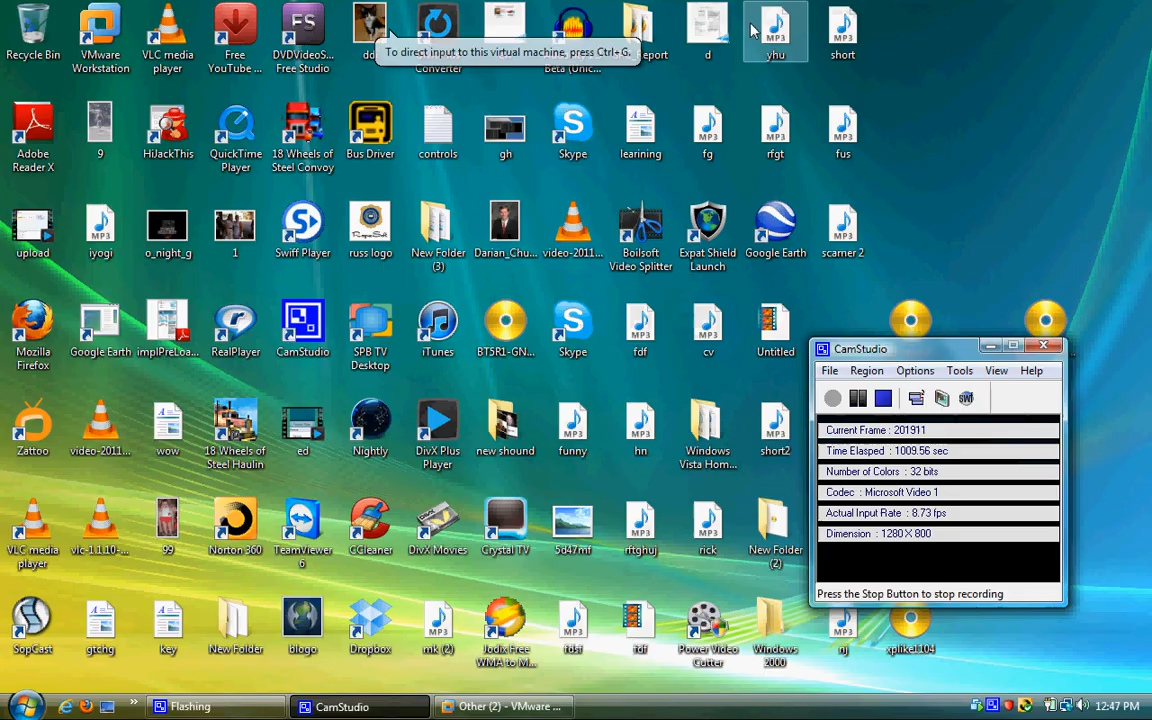 To direct input to this virtual machine, press Ctrl+G.
Recycle Bin
VMware Workstation
VLC media player
Free YouTube ...
DVDVideoS... Free Studio
Converter
Beta (Unic...
Report
d
yhu
short
Adobe Reader X
9
HiJackThis
QuickTime Player
18 Wheels of Steel Convoy
Bus Driver
controls
gh
Skype
learining
fg
rfgt
fus
upload
iyogi
o_night_g
1
Swiff Player
russ logo
New Folder (3)
Darian_Chu...
video-2011...
Boilsoft Video Splitter
Expat Shield Launch
Google Earth
scamer 2
Mozilla Firefox
Google Earth
implPreLoa...
RealPlayer
CamStudio
SPB TV Desktop
iTunes
BT5R1-GN...
Skype
fdf
cv
Untitled
Zattoo
video-2011...
wow
18 Wheels of Steel Haulin
ed
Nightly
DivX Plus Player
new shound
funny
hn
Windows Vista Hom...
short2
VLC media player
vlc-1.1.10-...
99
Norton 360
TeamViewer 6
CCleaner
DivX Movies
Crystal TV
5d47mf
rftghuj
rick
New Folder (2)
SopCast
gtchg
key
New Folder
blogo
Dropbox
mk (2)
Jodix Free WMA to M...
fdsf
fdf
Power Video Cutter
Windows 2000
nj
xplike1104
CamStudio
File Region Options Tools View Help
Current Frame : 201911
Time Elasped : 1009.56 sec
Number of Colors : 32 bits
Codec : Microsoft Video 1
Actual Input Rate : 8.73 fps
Dimension : 1280 X 800
Press the Stop Button to stop recording
Flashing
CamStudio
Other (2) - VMware ...
12:47 PM